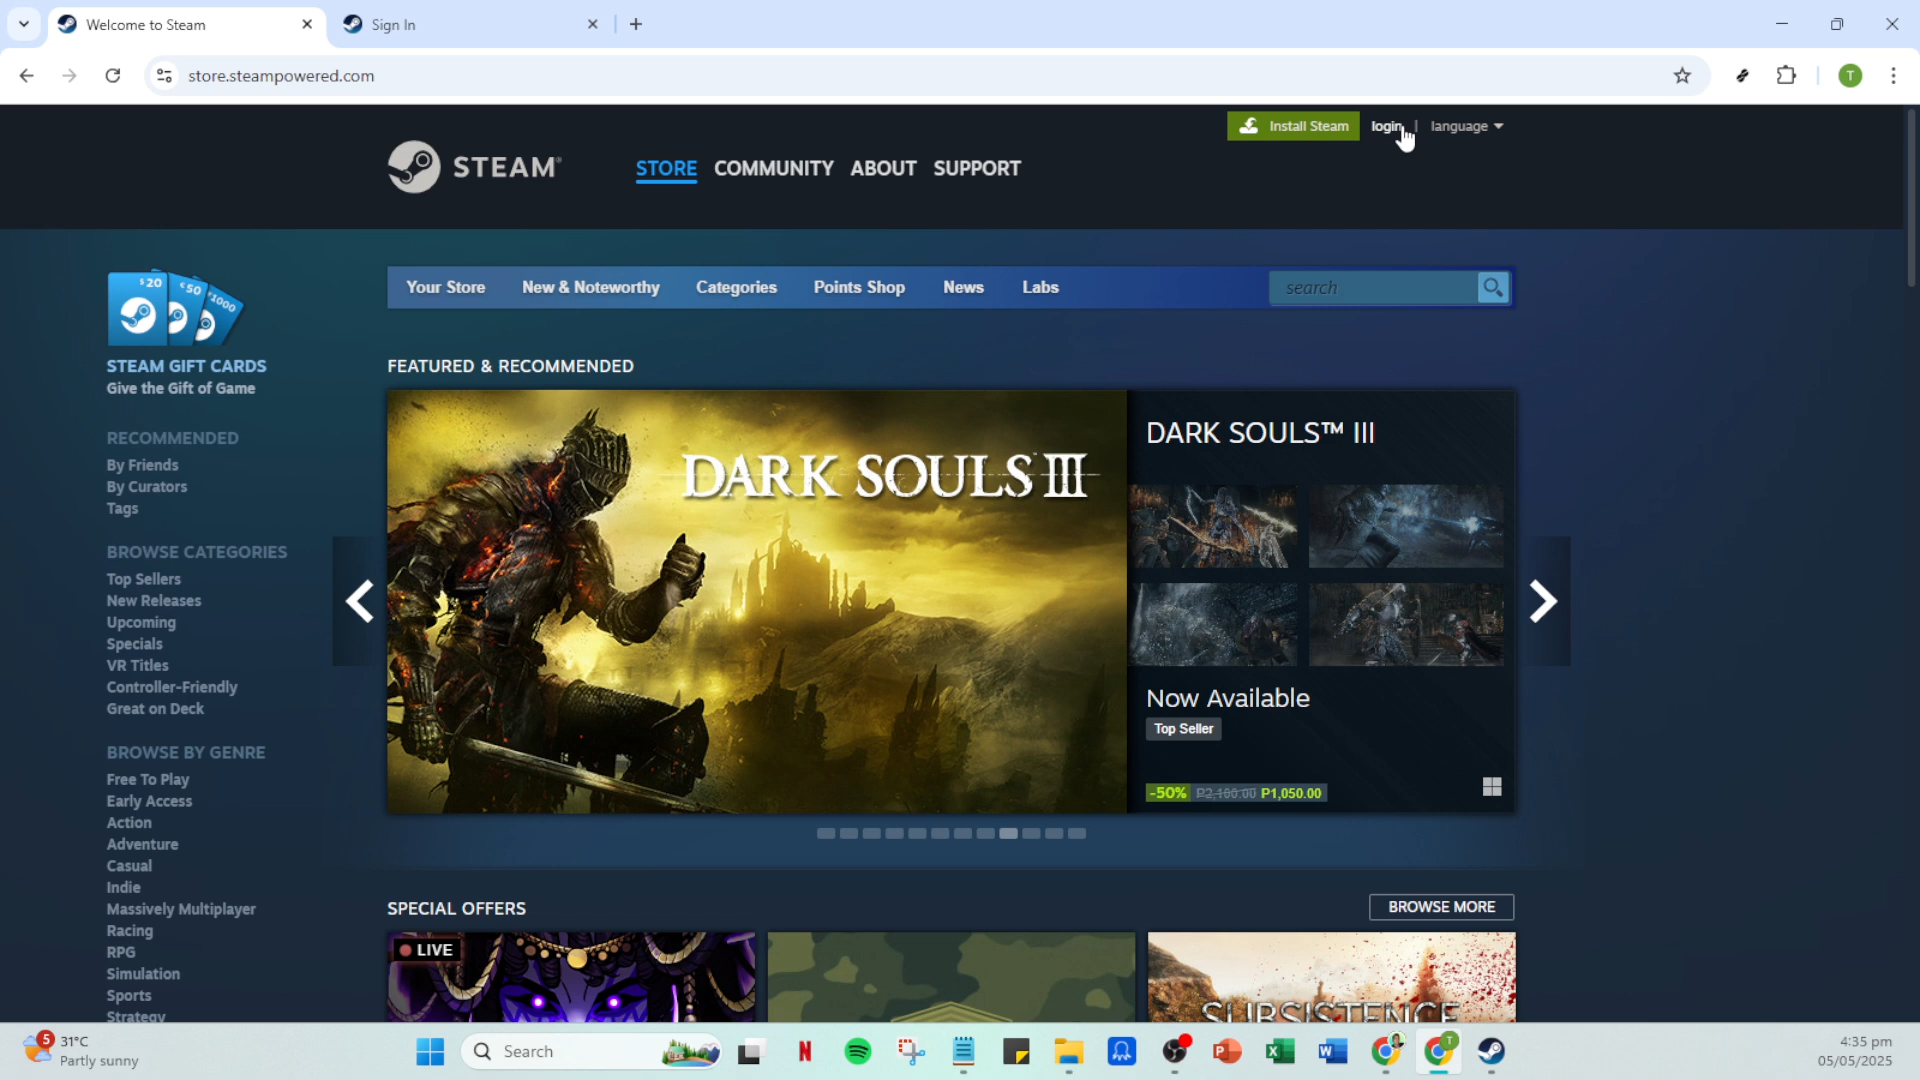 Welcome to Steam
Sign In
store.steampowered.com
T
Install Steam
login | language
STEAM®
STORE COMMUNITY ABOUT SUPPORT
Your Store New & Noteworthy Categories Points Shop News Labs
search
$20
€50
1000
STEAM GIFT CARDS
Give the Gift of Game
RECOMMENDED
By Friends
By Curators
Tags
BROWSE CATEGORIES
Top Sellers
New Releases
Upcoming
Specials
VR Titles
Controller-Friendly
Great on Deck
BROWSE BY GENRE
Free To Play
Early Access
Action
Adventure
Casual
Indie
Massively Multiplayer
Racing
RPG
Simulation
Sports
Strategy
FEATURED & RECOMMENDED
DARK SOULS III
DARK SOULS™ III
Now Available
Top Seller
-50% P2,100.00 P1,050.00
SPECIAL OFFERS
BROWSE MORE
LIVE
SUBSISTENCE
5
31°C
Partly sunny
Search
N
P
X
W
T
4:35 pm
05/05/2025